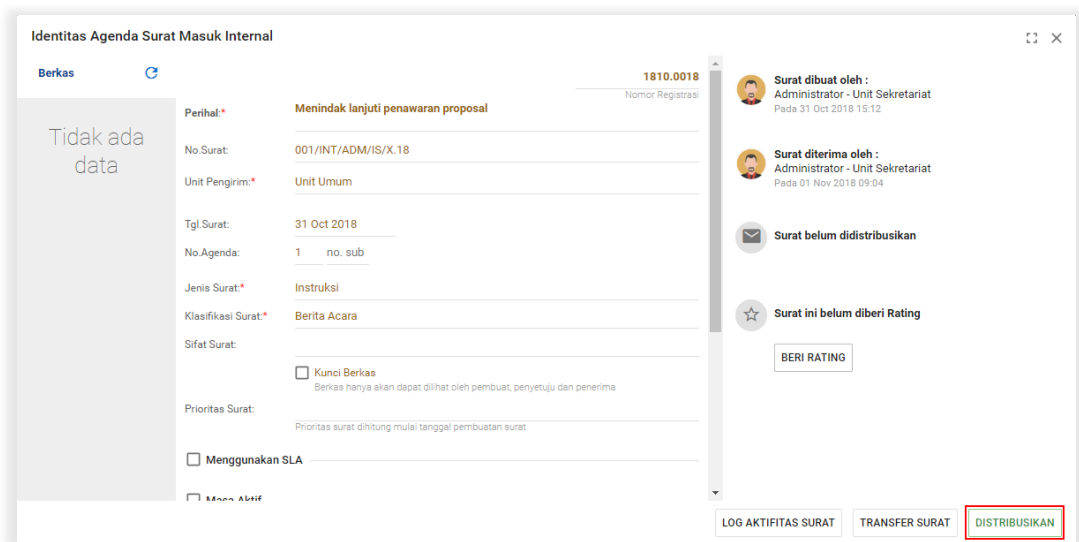 Identitas Agenda Surat Masuk Internal
Berkas
Tidak ada
data
1810.0018
Nomor Registrasi
Perihal:* Menindak lanjuti penawaran proposal
No.Surat: 001/INT/ADM/IS/X.18
Unit Pengirim:* Unit Umum
Tgl.Surat: 31 Oct 2018
No.Agenda: 1 no. sub
Jenis Surat:* Instruksi
Klasifikasi Surat:* Berita Acara
Sifat Surat:
Kunci Berkas
Berkas hanya akan dapat dilihat oleh pembuat, penyetuju dan penerima
Prioritas Surat:
Prioritas surat dihitung mulai tanggal pembuatan surat
Menggunakan SLA
Masa Aktif
Surat dibuat oleh :
Administrator - Unit Sekretariat
Pada 31 Oct 2018 15:12
Surat diterima oleh :
Administrator - Unit Sekretariat
Pada 01 Nov 2018 09:04
Surat belum didistribusikan
Surat ini belum diberi Rating
BERI RATING
LOG AKTIFITAS SURAT
TRANSFER SURAT
DISTRIBUSIKAN